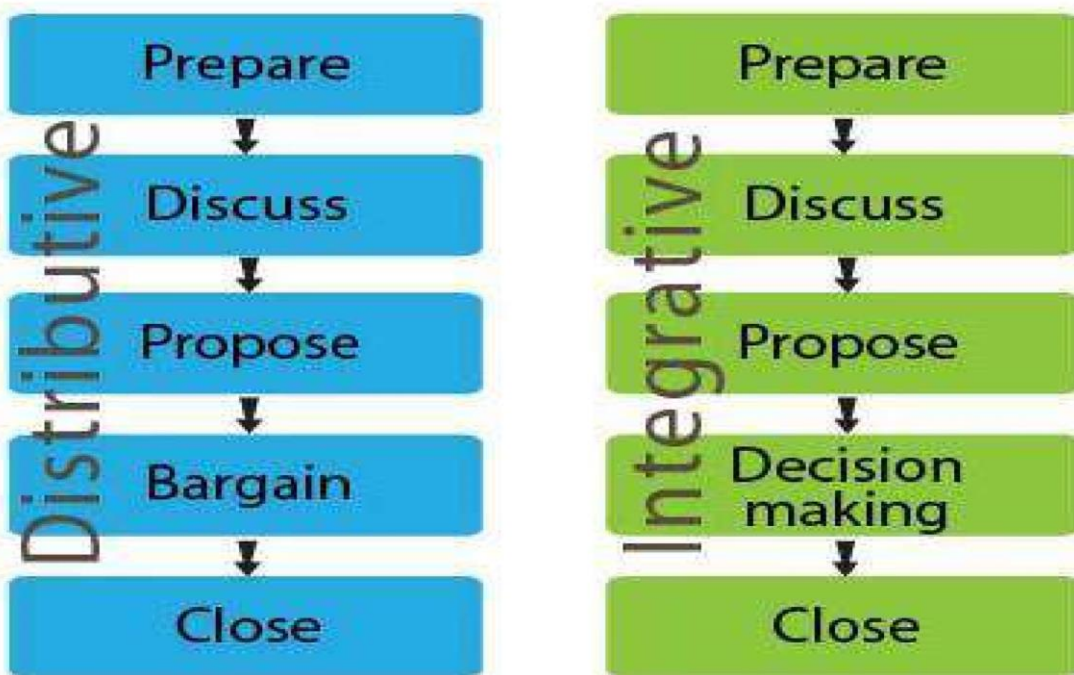 Distributive
Prepare
Discuss
Propose
Bargain
Close
Integrative
Prepare
Discuss
Propose
Decision
making
Close